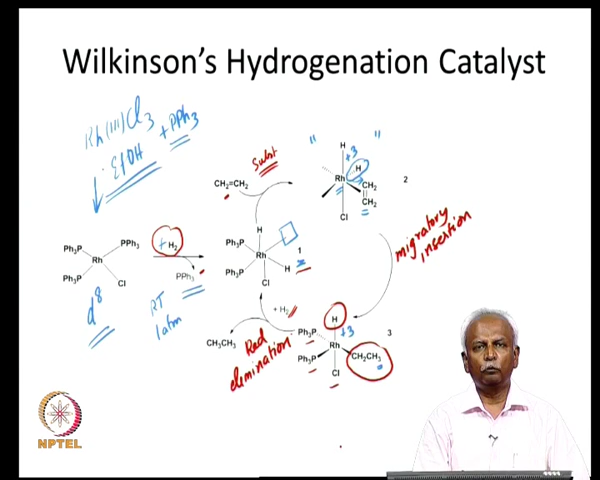 Wilkinson's Hydrogenation Catalyst
Rh(III)Cl3
EtOH + PPh3
Ph3P
PPh3
Rh
Ph3P
Cl
d8
+ H2
PPh3
RT
1atm
CH2=CH2
Subst
H
Ph3P
Rh
Ph3P
H
Cl
1
" "
H
+3
H
Rh
CH2
CH2
Cl
2
migratory
insertion
+ H2
CH3CH3
Red
elimination
H
Ph2P
+3
Rh
Ph3P
CH2CH3
Cl
3
NPTEL